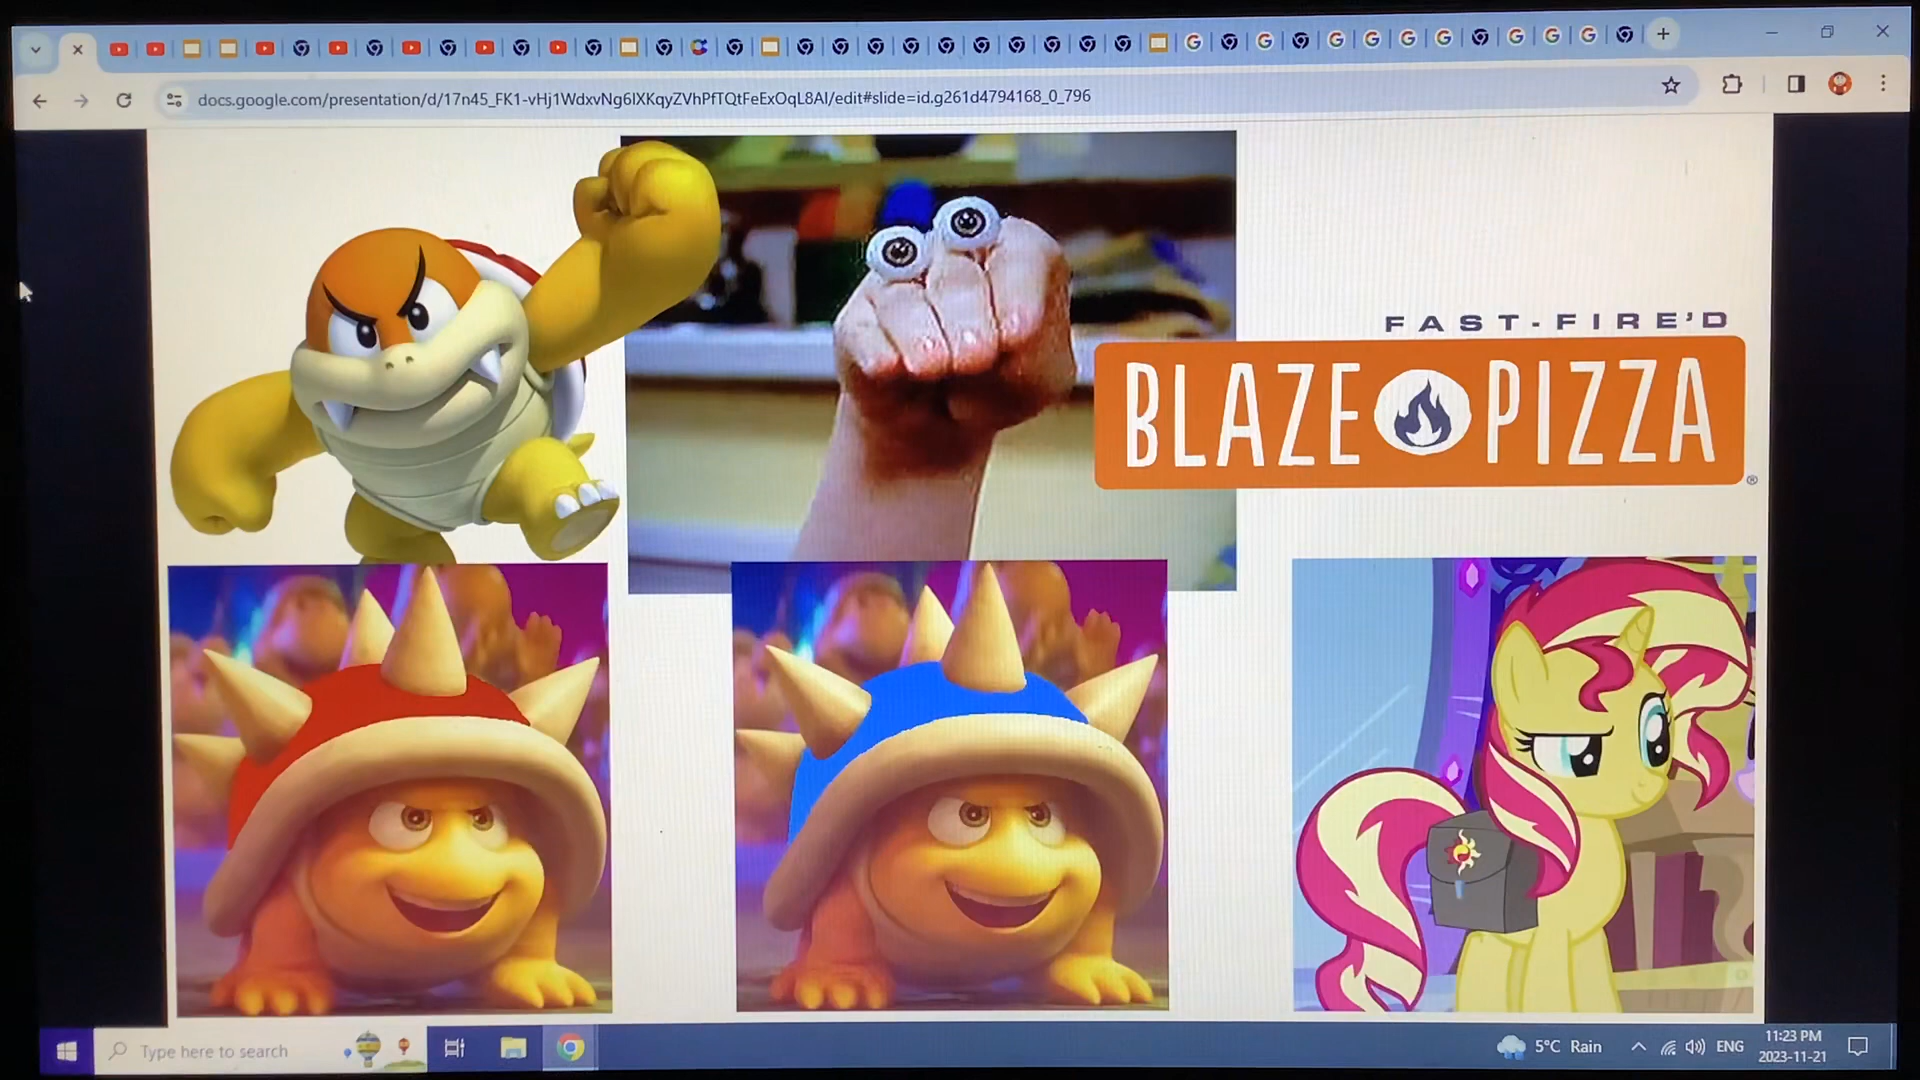 docs.google.com/presentation/d/17n45_FK1-vHj1WdxvNg6lXKqyZVhPfTQtFeExOqL8AI/edit#slide=id.g261d4794168_0_796
FAST-FIRE'D
BLAZE PIZZA
®
Type here to search
5°C Rain
ENG
11:23 PM
2023-11-21